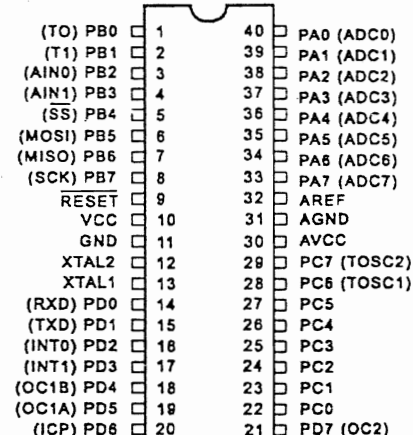 (TO) PB0 1 40 PA0 (ADC0)
(T1) PB1 2 39 PA1 (ADC1)
(AIN0) PB2 3 38 PA2 (ADC2)
(AIN1) PB3 4 37 PA3 (ADC3)
(SS) PB4 5 36 PA4 (ADC4)
(MOSI) PB5 6 35 PA5 (ADC5)
(MISO) PB6 7 34 PA6 (ADC6)
(SCK) PB7 8 33 PA7 (ADC7)
RESET 9 32 AREF
VCC 10 31 AGND
GND 11 30 AVCC
XTAL2 12 29 PC7 (TOSC2)
XTAL1 13 28 PC6 (TOSC1)
(RXD) PD0 14 27 PC5
(TXD) PD1 15 26 PC4
(INT0) PD2 16 25 PC3
(INT1) PD3 17 24 PC2
(OC1B) PD4 18 23 PC1
(OC1A) PD5 19 22 PC0
(ICP) PD6 20 21 PD7 (OC2)